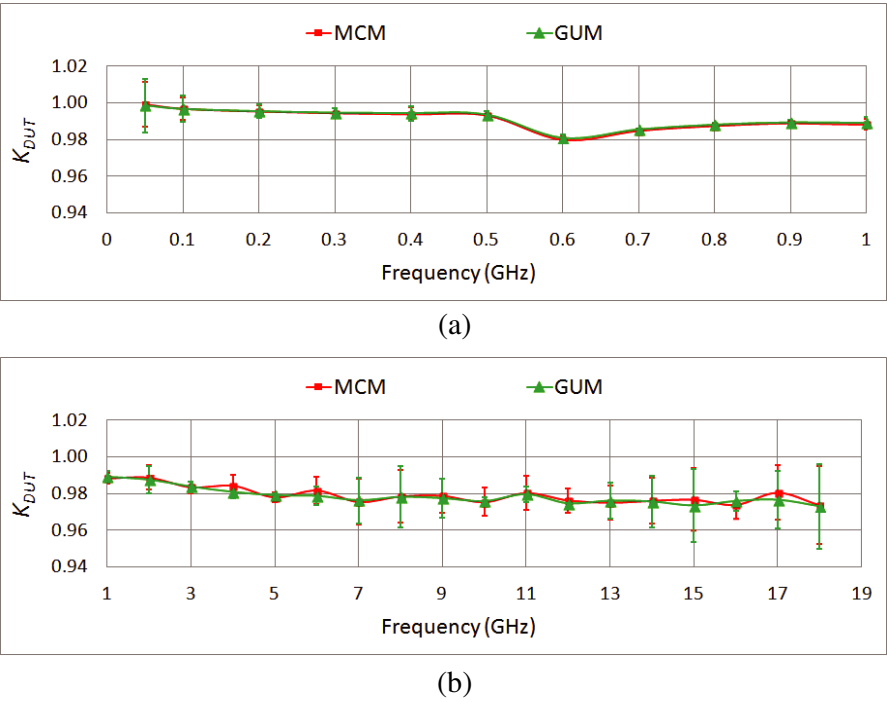 MCM GUM
1.02
1.00
0.98
0.96
0.94
K_DUT
0 0.1 0.2 0.3 0.4 0.5 0.6 0.7 0.8 0.9 1
Frequency (GHz)
(a)
MCM GUM
1.02
1.00
0.98
0.96
0.94
K_DUT
1 3 5 7 9 11 13 15 17 19
Frequency (GHz)
(b)